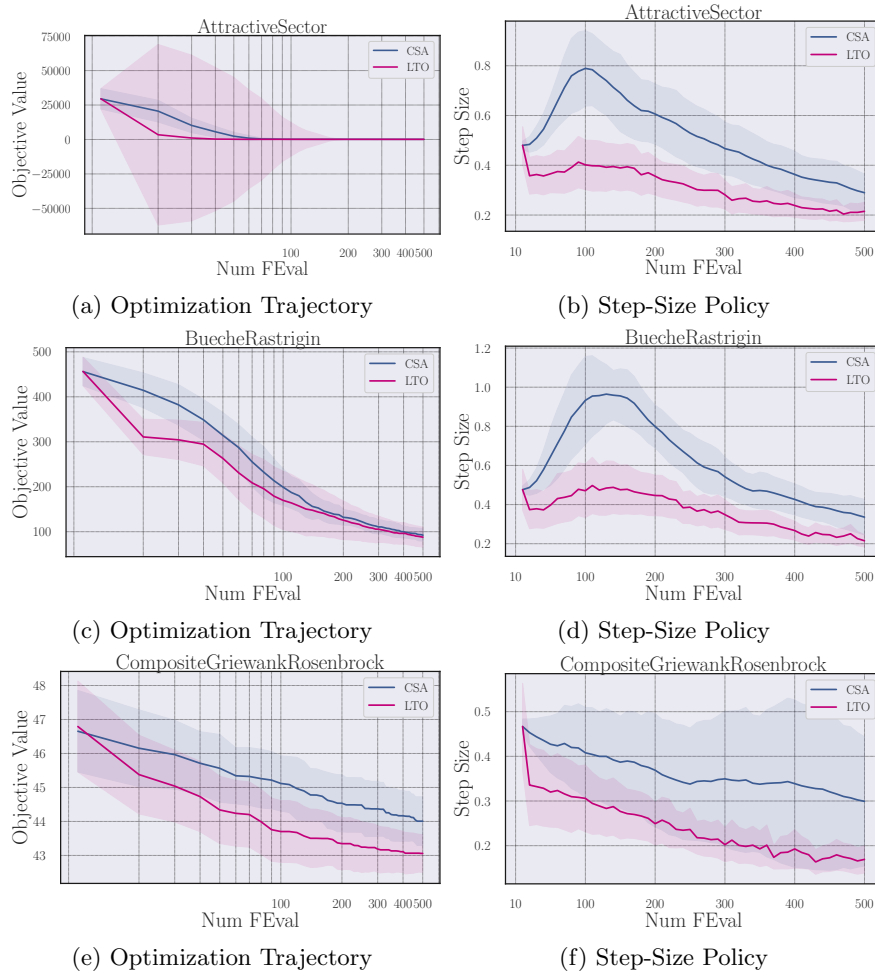 AttractiveSector
75000
50000
25000
0
−25000
−50000
Objective Value
CSA
LTO
100
200
300
400 500
Num FEval
(a) Optimization Trajectory
AttractiveSector
0.8
0.6
0.4
0.2
Step Size
CSA
LTO
10
100
200
300
400
500
Num FEval
(b) Step-Size Policy
BuecheRastrigin
500
400
300
200
100
Objective Value
CSA
LTO
100
200
300
400 500
Num FEval
(c) Optimization Trajectory
BuecheRastrigin
1.2
1.0
0.8
0.6
0.4
0.2
Step Size
CSA
LTO
10
100
200
300
400
500
Num FEval
(d) Step-Size Policy
CompositeGriewankRosenbrock
48
47
46
45
44
43
Objective Value
CSA
LTO
100
200
300
400 500
Num FEval
(e) Optimization Trajectory
CompositeGriewankRosenbrock
0.5
0.4
0.3
0.2
Step Size
CSA
LTO
10
100
200
300
400
500
Num FEval
(f) Step-Size Policy